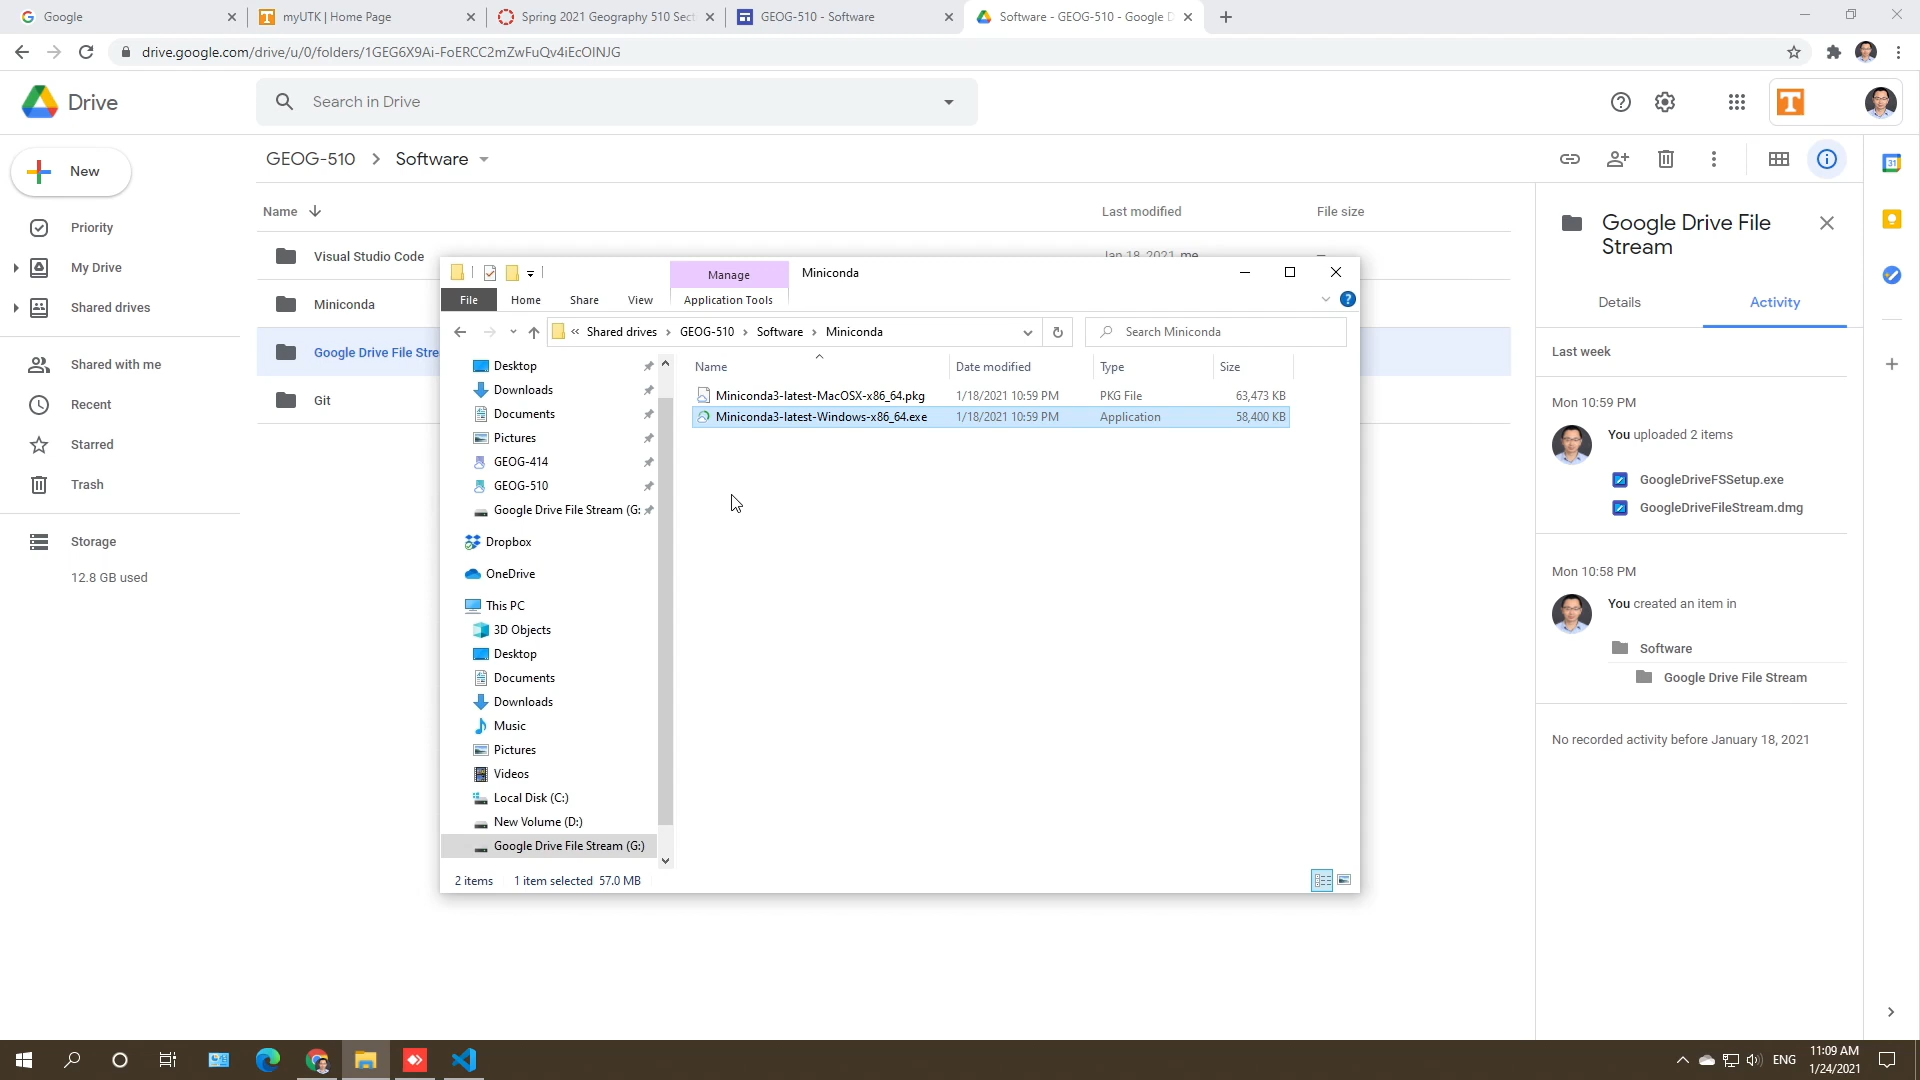 Google
myUTK | Home Page
Spring 2021 Geography 510 Sect
GEOG-510 - Software
Software - GEOG-510 - Google D
drive.google.com/drive/u/0/folders/1GEG6X9Ai-FoERCC2mZwFuQv4iEcOINJG
Drive
Search in Drive
T
New
GEOG-510
Software
Priority
My Drive
Shared drives
Shared with me
Recent
Starred
Trash
Storage
12.8 GB used
Name
Last modified
File size
Visual Studio Code
Jan 18, 2021 me
Miniconda
Google Drive File Stre
Git
Manage
Miniconda
File
Home
Share
View
Application Tools
« Shared drives > GEOG-510 > Software > Miniconda
Search Miniconda
Desktop
Downloads
Documents
Pictures
GEOG-414
GEOG-510
Google Drive File Stream (G:
Dropbox
OneDrive
This PC
3D Objects
Desktop
Documents
Downloads
Music
Pictures
Videos
Local Disk (C:)
New Volume (D:)
Google Drive File Stream (G:)
Name
Date modified
Type
Size
Miniconda3-latest-MacOSX-x86_64.pkg
1/18/2021 10:59 PM
PKG File
63,473 KB
Miniconda3-latest-Windows-x86_64.exe
1/18/2021 10:59 PM
Application
58,400 KB
2 items
1 item selected 57.0 MB
Google Drive File
Stream
Details
Activity
Last week
Mon 10:59 PM
You uploaded 2 items
GoogleDriveFSSetup.exe
GoogleDriveFileStream.dmg
Mon 10:58 PM
You created an item in
Software
Google Drive File Stream
No recorded activity before January 18, 2021
31
ENG
11:09 AM
1/24/2021